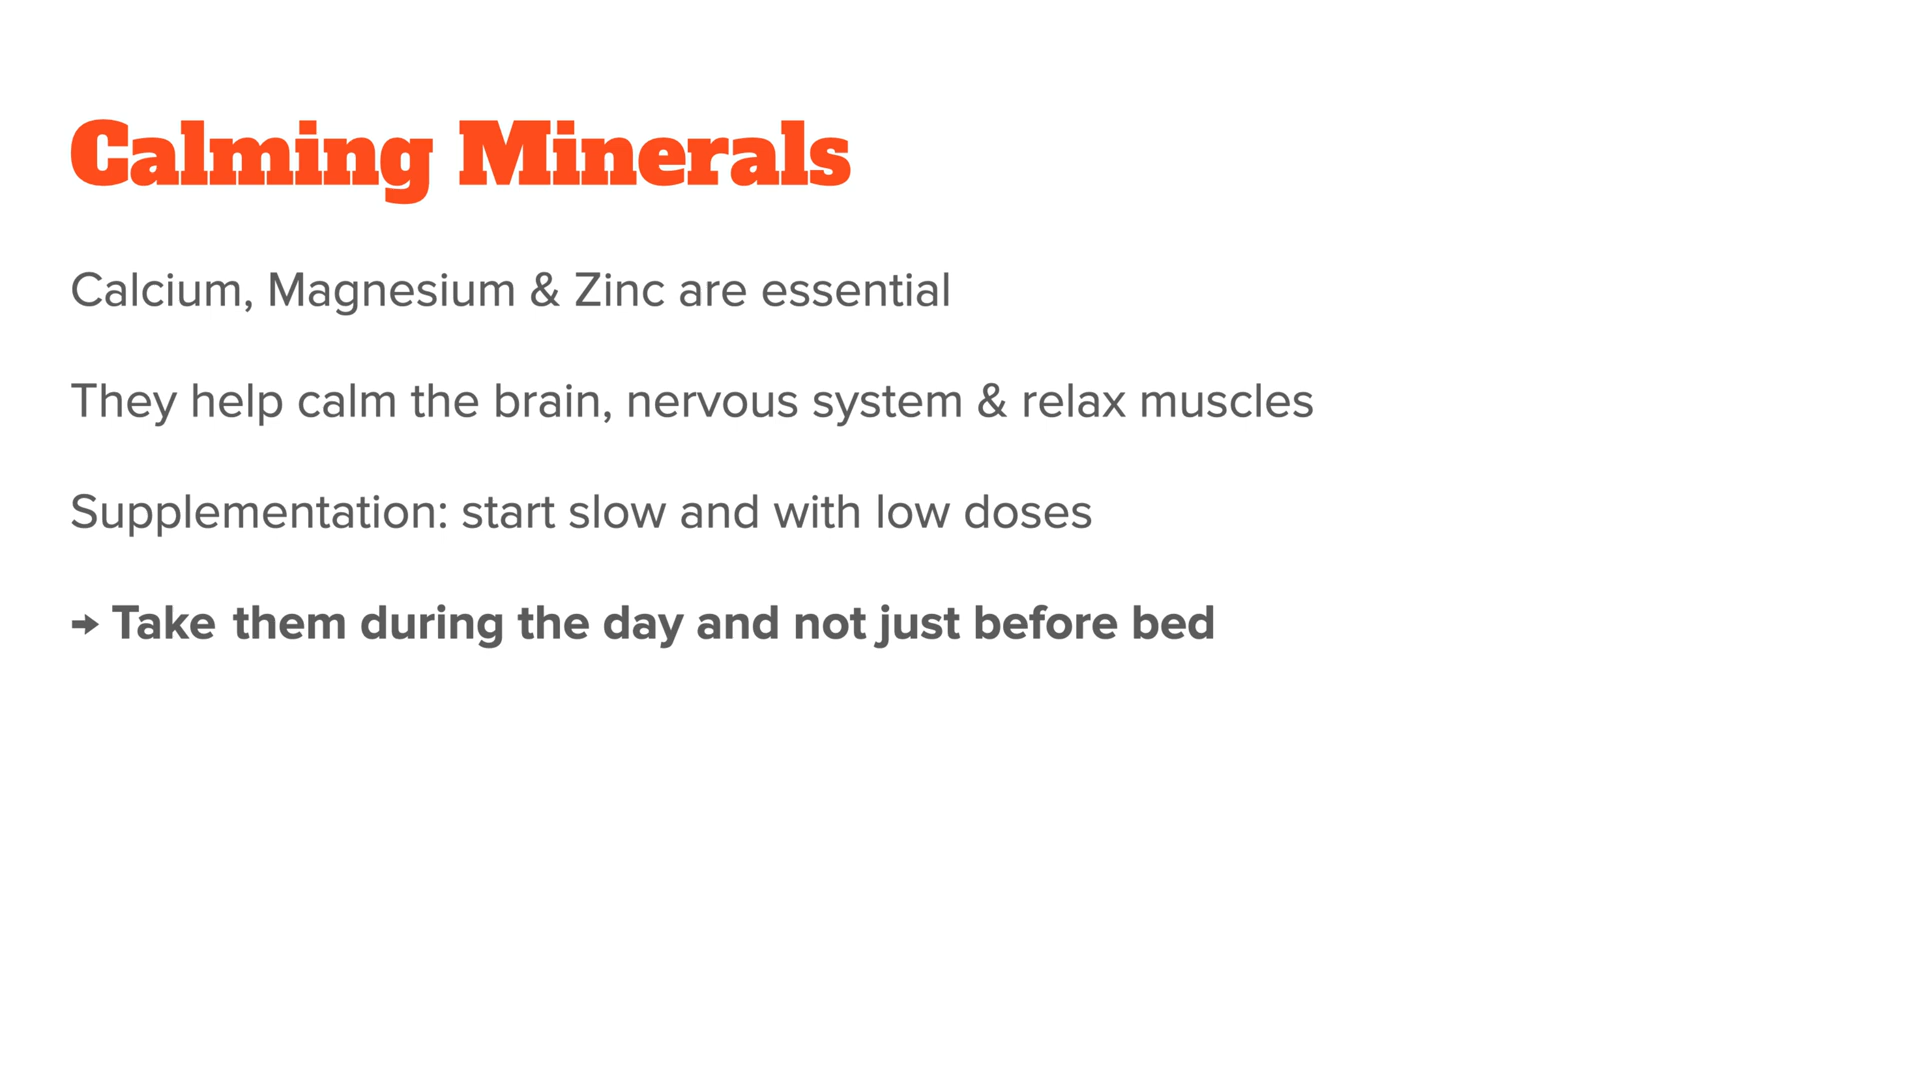 Calming Minerals
Calcium, Magnesium & Zinc are essential
They help calm the brain, nervous system & relax muscles
Supplementation: start slow and with low doses
→ Take them during the day and not just before bed